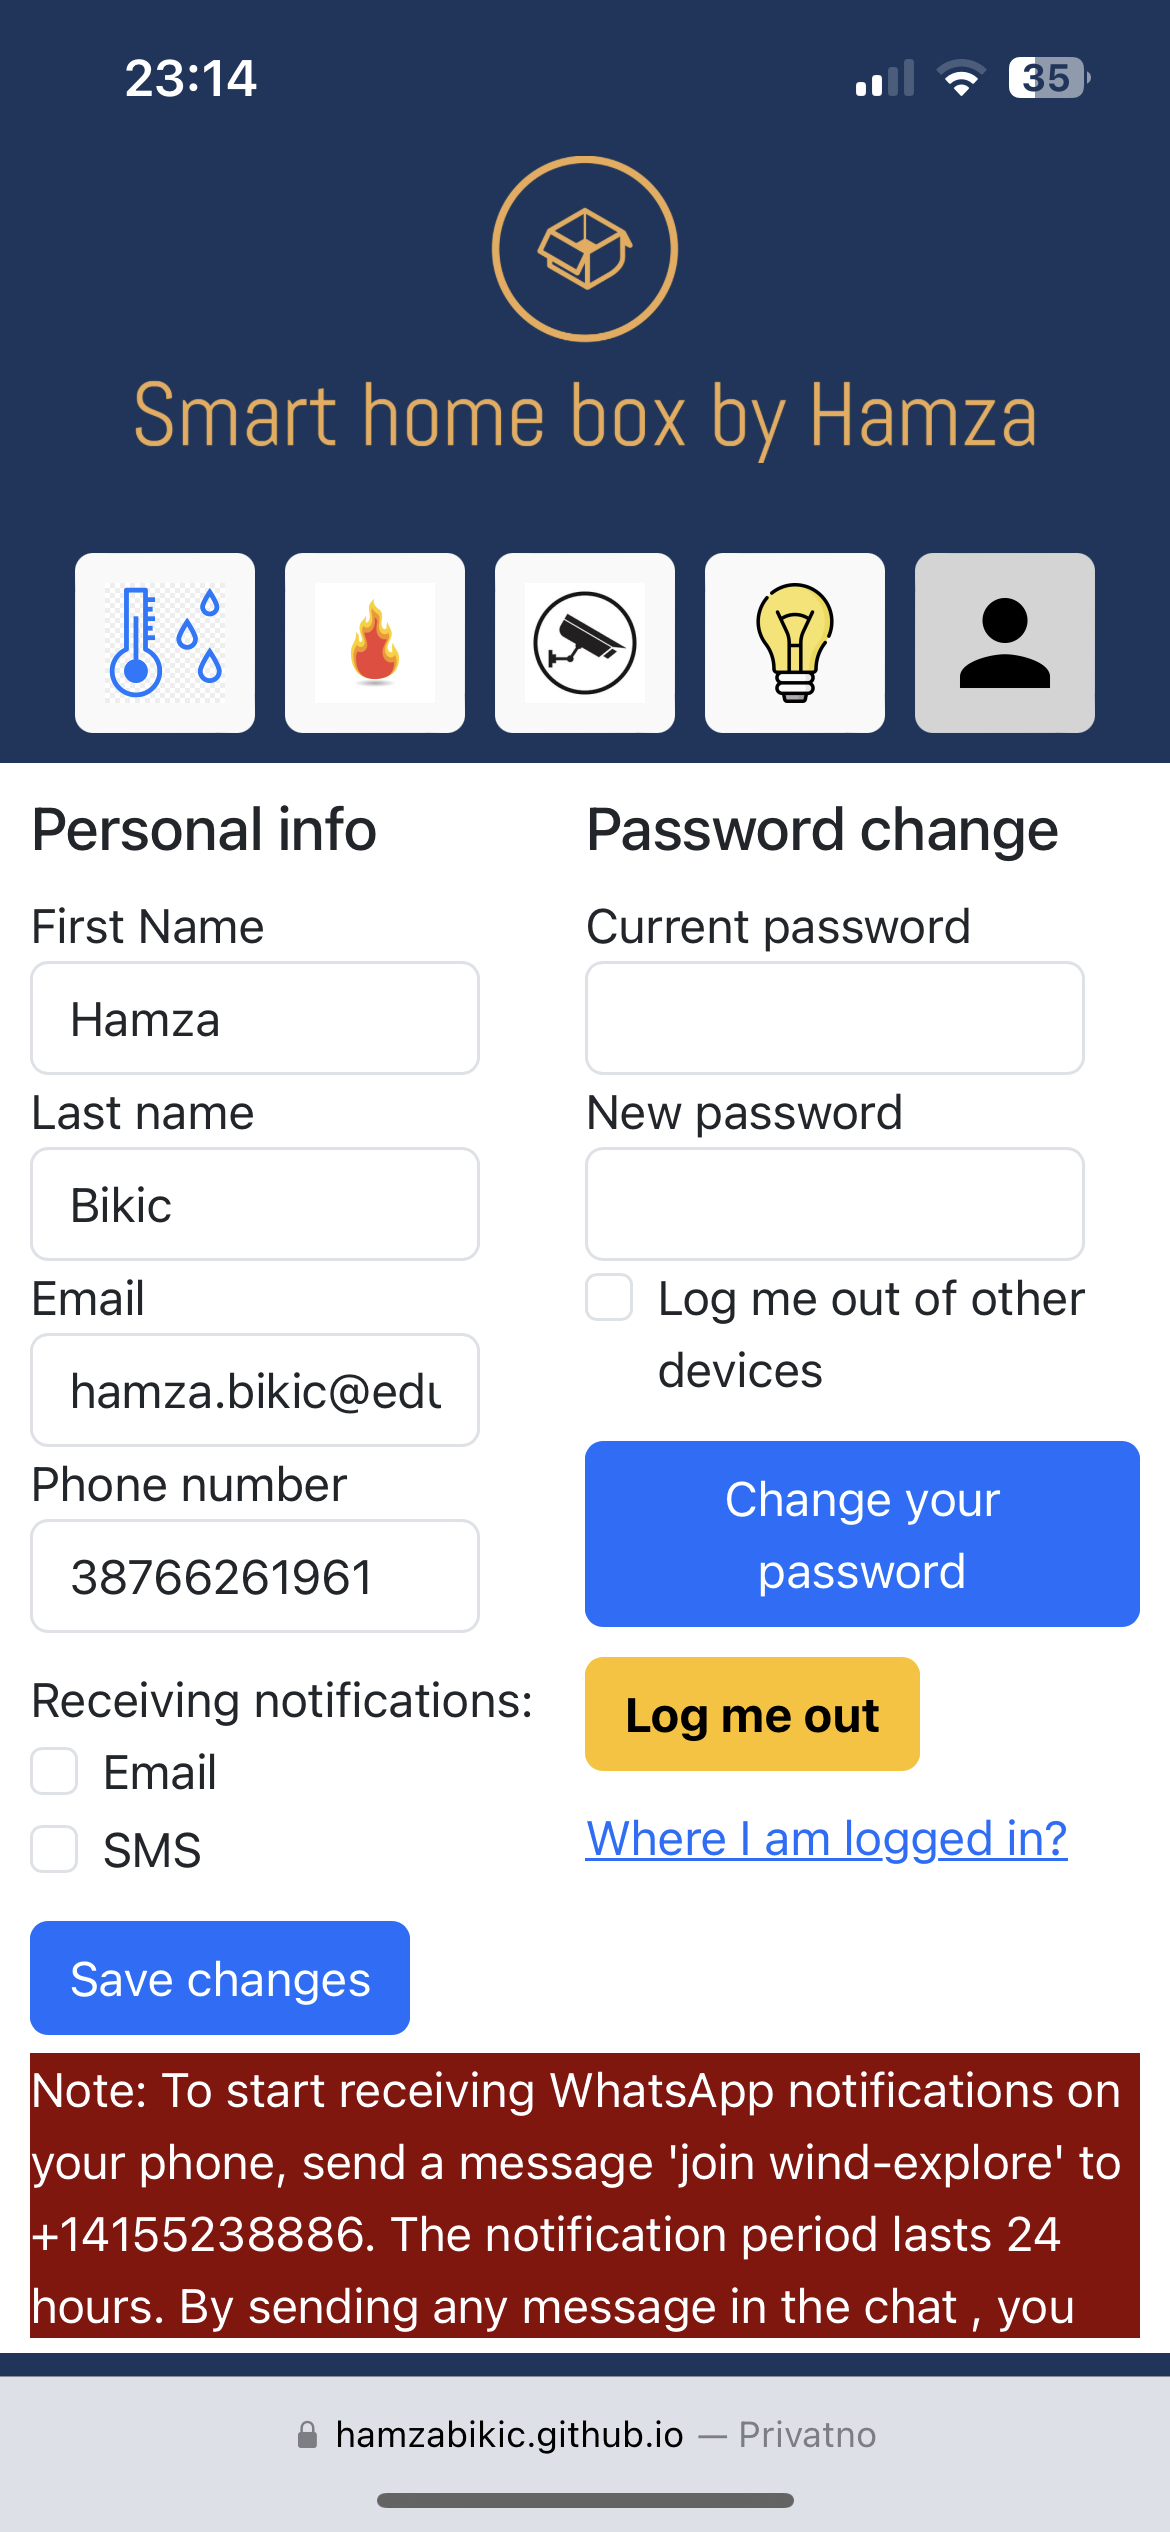 23:14
35
Smart home box by Hamza
Personal info
First Name
Hamza
Last name
Bikic
Email
hamza.bikic@edu
Phone number
38766261961
Receiving notifications:
Email
SMS
Save changes
Password change
Current password
New password
Log me out of other
devices
Change your
password
Log me out
Where I am logged in?
Note: To start receiving WhatsApp notifications on
your phone, send a message 'join wind-explore' to
+14155238886. The notification period lasts 24
hours. By sending any message in the chat , you
hamzabikic.github.io — Privatno